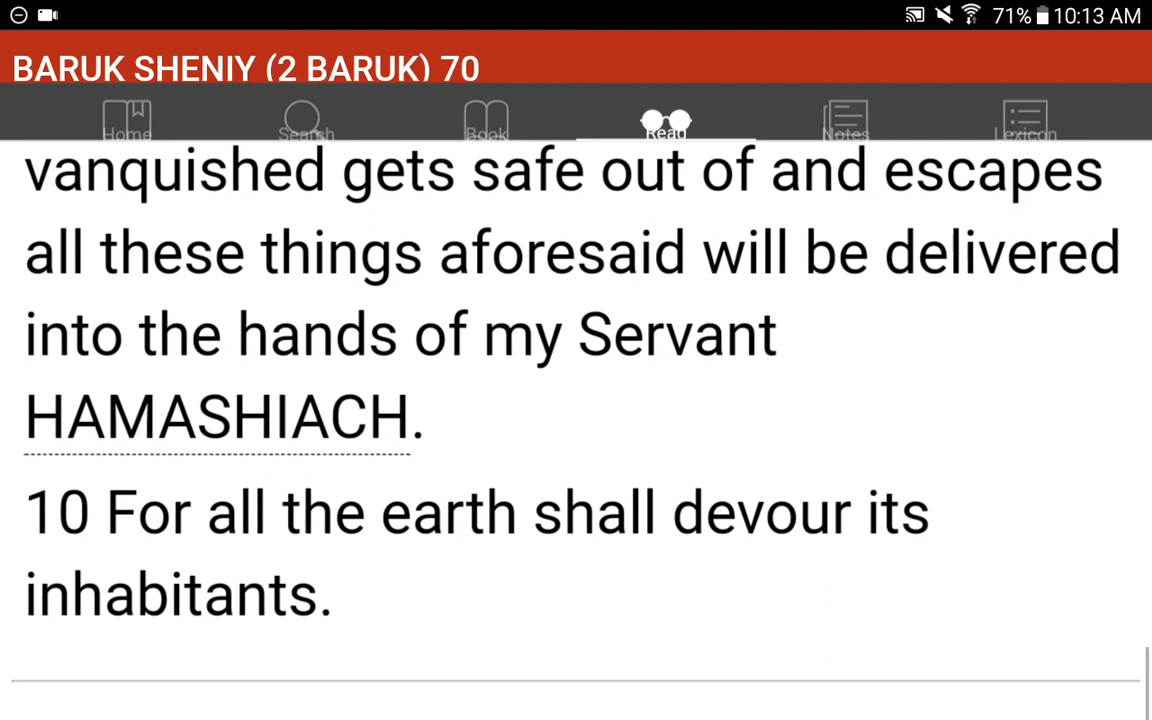 71% 10:13 AM
BARUK SHENIY (2 BARUK) 70
Home Search Book Read Notes Lexicon
vanquished gets safe out of and escapes
all these things aforesaid will be delivered
into the hands of my Servant
HAMASHIACH.
10 For all the earth shall devour its
inhabitants.